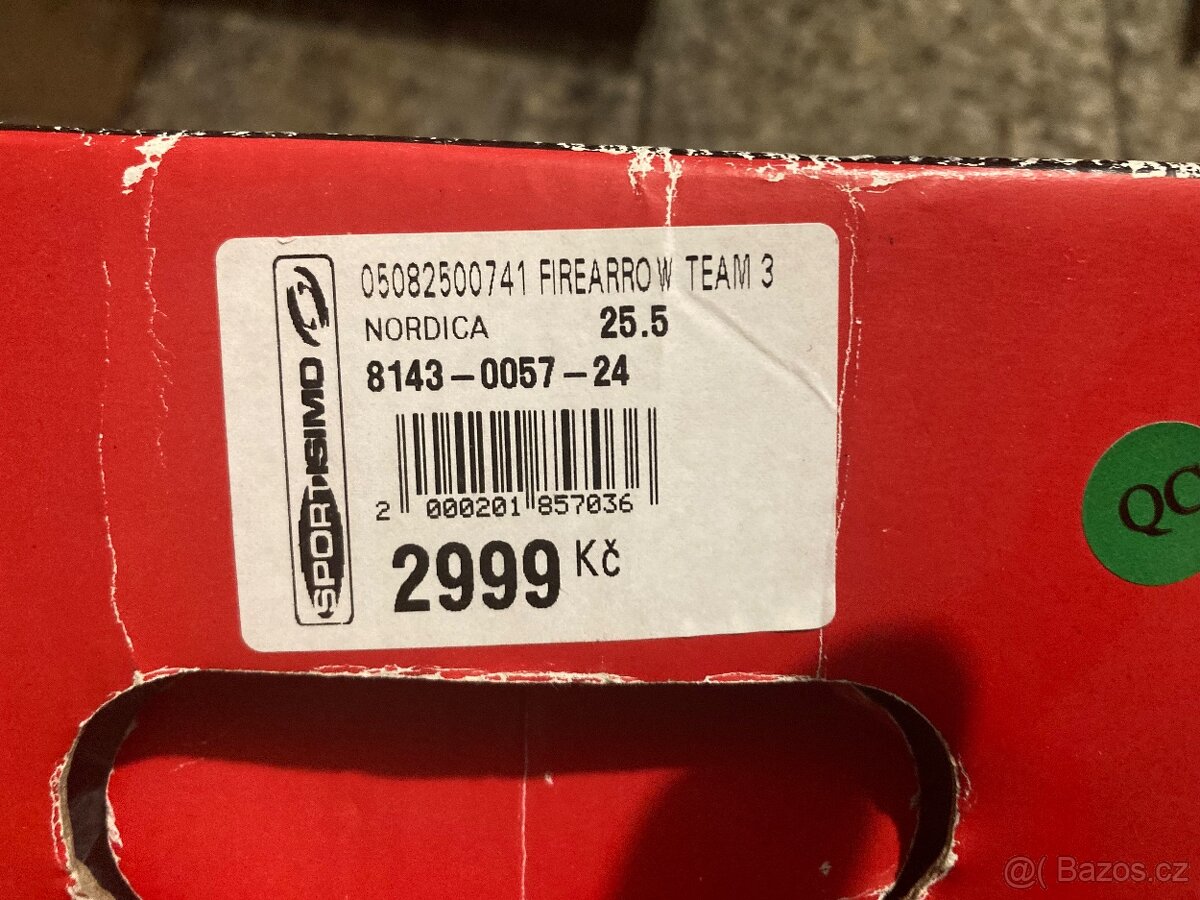 05082500741 FIREARROW TEAM 3
NORDICA 25.5
8143-0057-24
2 000201 857036
2999 Kč
SPORTISIMO
QC
@( Bazos.cz